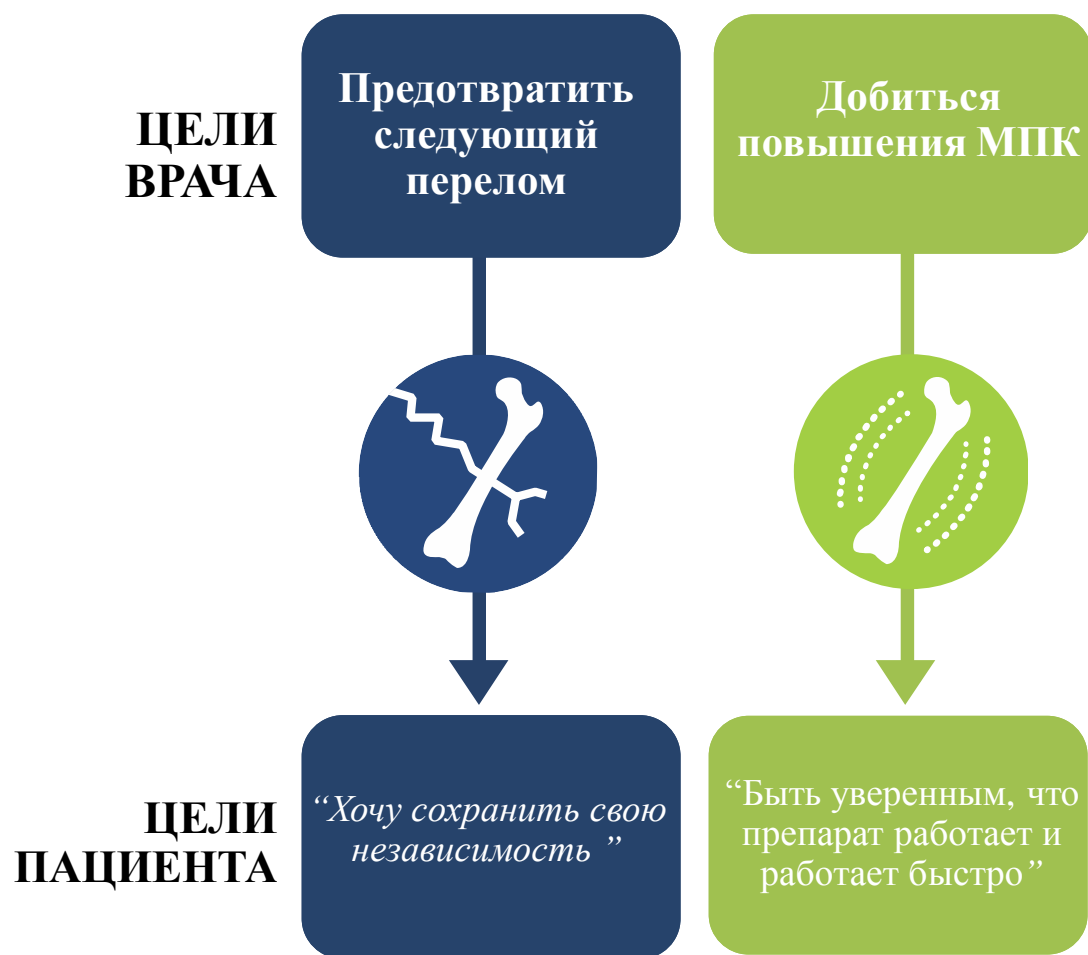 ЦЕЛИ
ВРАЧА
Предотвратить
следующий
перелом
Добиться
повышения МПК
ЦЕЛИ
ПАЦИЕНТА
“Хочу сохранить свою
независимость ”
“Быть уверенным, что
препарат работает и
работает быстро”